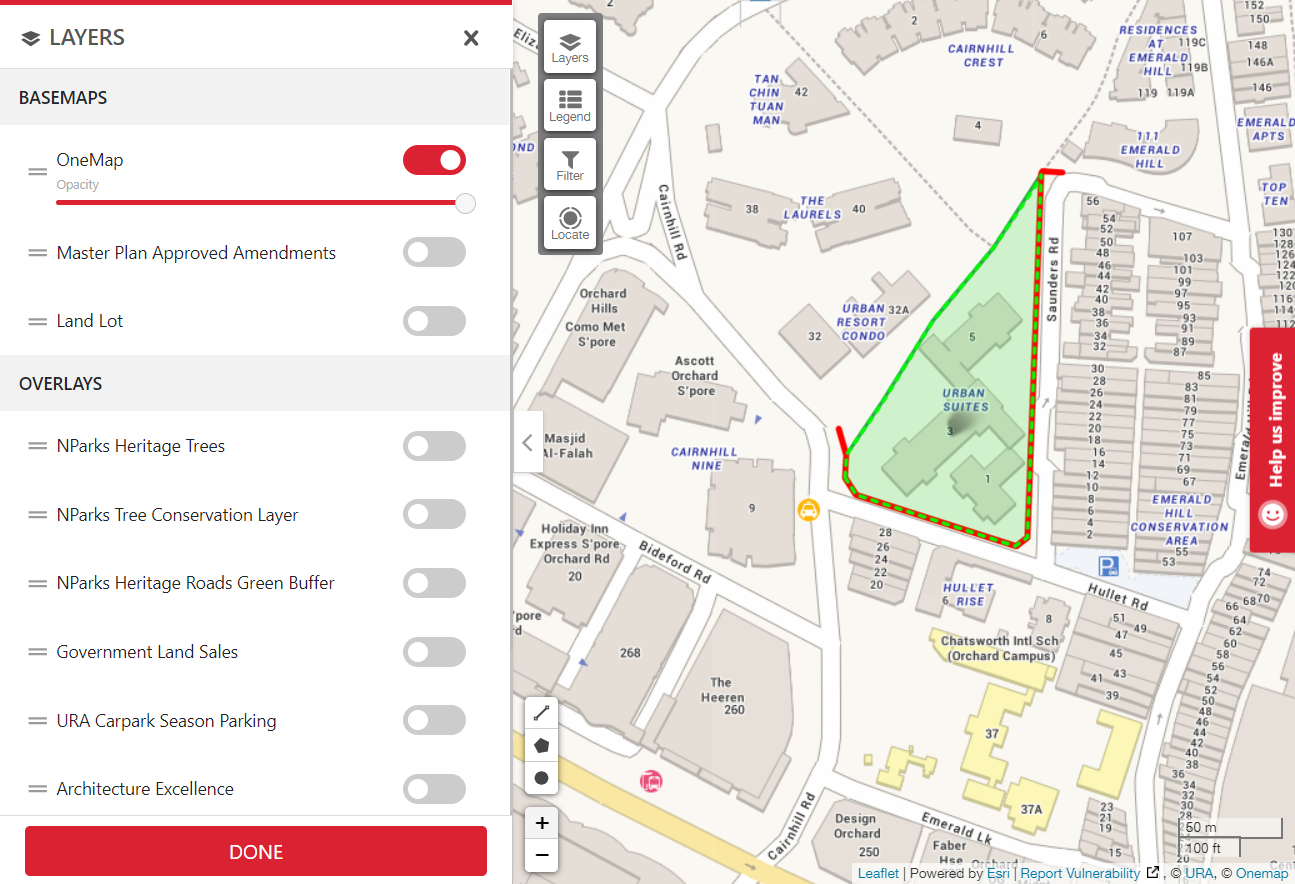 LAYERS
BASEMAPS
OneMap
Opacity
Master Plan Approved Amendments
Land Lot
OVERLAYS
NParks Heritage Trees
NParks Tree Conservation Layer
NParks Heritage Roads Green Buffer
Government Land Sales
URA Carpark Season Parking
Architecture Excellence
DONE
Layers
Legend
Filter
Locate
Eliz
2
2
6
CAIRNHILL
CREST
TAN
CHIN
TUAN
MAN
42
4
RESIDENCES
AT
EMERALD
HILL
119C
119B
119
119A
152
150
148
146A
146
EMERALD
APTS
111
EMERALD
HILL
TOP
TEN
OND
Cairnhill Rd
38
THE
LAURELS
40
56
54
52
50
48
46
44
42
40
38
36
34
32
107
103
101
99
97
95
93
91
89
87
130
128
126
124
122
120
116
114
112
Saunders Rd
Orchard
Hills
Como Met
S'pore
32
URBAN
RESORT
CONDO
32A
Ascott
Orchard
S'pore
5
URBAN
SUITES
3
1
30
28
26
24
22
20
18
16
14
12
10
8
6
4
2
85
83
81
79
77
75
73
71
69
67
EMERALD
HILL
CONSERVATION
AREA
55
53
Help us improve
Masjid
Al-Falah
CAIRNHILL
NINE
9
Holiday Inn
Express S'pore
Orchard Rd
20
Bideford Rd
28
26
24
22
20
HULLET
RISE
6
8
P
Hullet Rd
74
72
70
68
66
64
62
60
58
56
54
52
50
48
46
44
42
40
38
36
34
32
30
28
'pore
rd
268
The
Heeren
260
Chatsworth Intl Sch
(Orchard Campus)
51
49
47
45
43
41
39
37
37A
23
21
19
15
Cairnhill Rd
Design
Orchard
250
Emerald Lk
Faber
Hse
Orchard
+
−
50 m
100 ft
Leaflet | Powered by Esri | Report Vulnerability , © URA, © Onemap